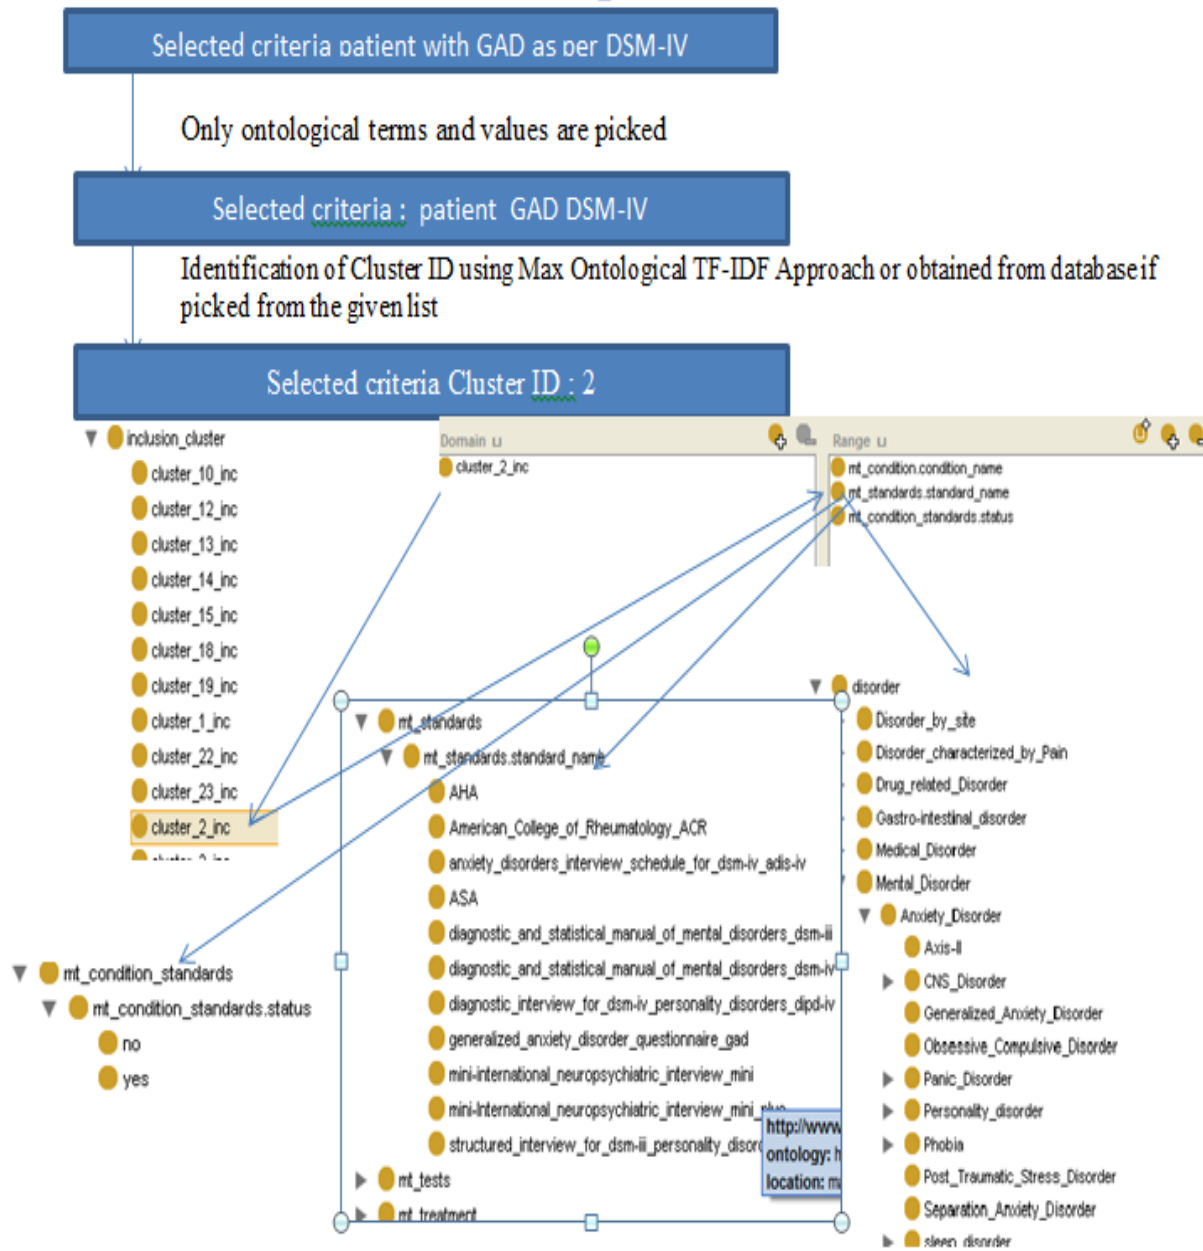 Selected criteria patient with GAD as per DSM-IV
Only ontological terms and values are picked
Selected criteria : patient GAD DSM-IV
Identification of Cluster ID using Max Ontological TF-IDF Approach or obtained from database if
picked from the given list
Selected criteria Cluster ID : 2
inclusion_cluster
cluster_10_inc
cluster_12_inc
cluster_13_inc
cluster_14_inc
cluster_15_inc
cluster_18_inc
cluster_19_inc
cluster_1_inc
cluster_22_inc
cluster_23_inc
cluster_2_inc
Domain
cluster_2_inc
Range
mt_condition.condition_name
mt_standards.standard_name
mt_condition_standards.status
mt_condition_standards
mt_condition_standards.status
no
yes
mt_standards
mt_standards.standard_name
AHA
American_College_of_Rheumatology_ACR
anxiety_disorders_interview_schedule_for_dsm-iv_adis-iv
ASA
diagnostic_and_statistical_manual_of_mental_disorders_dsm-iii
diagnostic_and_statistical_manual_of_mental_disorders_dsm-iv
diagnostic_interview_for_dsm-iv_personality_disorders_dipd-iv
generalized_anxiety_disorder_questionnaire_gad
mini-international_neuropsychiatric_interview_mini
mini-International_neuropsychiatric_interview_mini_plus
structured_interview_for_dsm-iii_personality_disor
mt_tests
mt_treatment
http://www
ontology: h
location: ma
disorder
Disorder_by_site
Disorder_characterized_by_Pain
Drug_related_Disorder
Gastro-intestinal_disorder
Medical_Disorder
Mental_Disorder
Anxiety_Disorder
Axis-II
CNS_Disorder
Generalized_Anxiety_Disorder
Obsessive_Compulsive_Disorder
Panic_Disorder
Personality_disorder
Phobia
Post_Traumatic_Stress_Disorder
Separation_Anxiety_Disorder
sleep_disorder